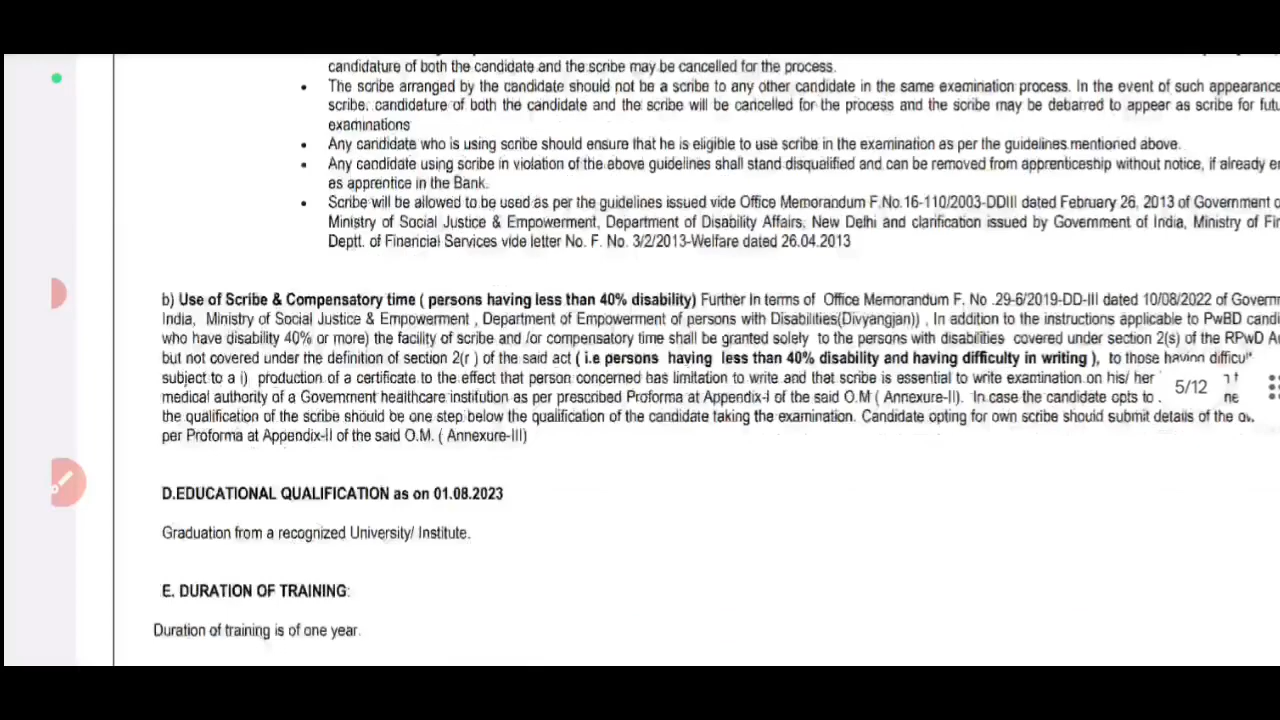 candidature of both the candidate and the scribe may be cancelled for the process.
• The scribe arranged by the candidate should not be a scribe to any other candidate in the same examination process. In the event of such appearance
scribe, candidature of both the candidate and the scribe will be cancelled for the process and the scribe may be debarred to appear as scribe for futu
examinations
• Any candidate who is using scribe should ensure that he is eligible to use scribe in the examination as per the guidelines mentioned above.
• Any candidate using scribe in violation of the above guidelines shall stand disqualified and can be removed from apprenticeship without notice, if already e
as apprentice in the Bank.
• Scribe will be allowed to be used as per the guidelines issued vide Office Memorandum F.No.16-110/2003-DDIII dated February 26, 2013 of Government o
Ministry of Social Justice & Empowerment, Department of Disability Affairs, New Delhi and clarification issued by Government of India, Ministry of Fi
Deptt. of Financial Services vide letter No. F. No. 3/2/2013-Welfare dated 26.04.2013
b) Use of Scribe & Compensatory time ( persons having less than 40% disability) Further In terms of Office Memorandum F. No .29-6/2019-DD-III dated 10/08/2022 of Govern
India, Ministry of Social Justice & Empowerment , Department of Empowerment of persons with Disabilities(Divyangjan)) , In addition to the instructions applicable to PwBD candi
who have disability 40% or more) the facility of scribe and /or compensatory time shall be granted solely to the persons with disabilities covered under section 2(s) of the RPwD A
but not covered under the definition of section 2(r ) of the said act ( i.e persons having less than 40% disability and having difficulty in writing ), to those having difficul
subject to a i) production of a certificate to the effect that person concerned has limitation to write and that scribe is essential to write examination on his/ her
medical authority of a Government healthcare institution as per prescribed Proforma at Appendix-I of the said O.M ( Annexure-II). In case the candidate opts to
5/12
the qualification of the scribe should be one step below the qualification of the candidate taking the examination. Candidate opting for own scribe should submit details of the
per Proforma at Appendix-II of the said O.M. ( Annexure-III)
D.EDUCATIONAL QUALIFICATION as on 01.08.2023
Graduation from a recognized University/ Institute.
E. DURATION OF TRAINING:
Duration of training is of one year.